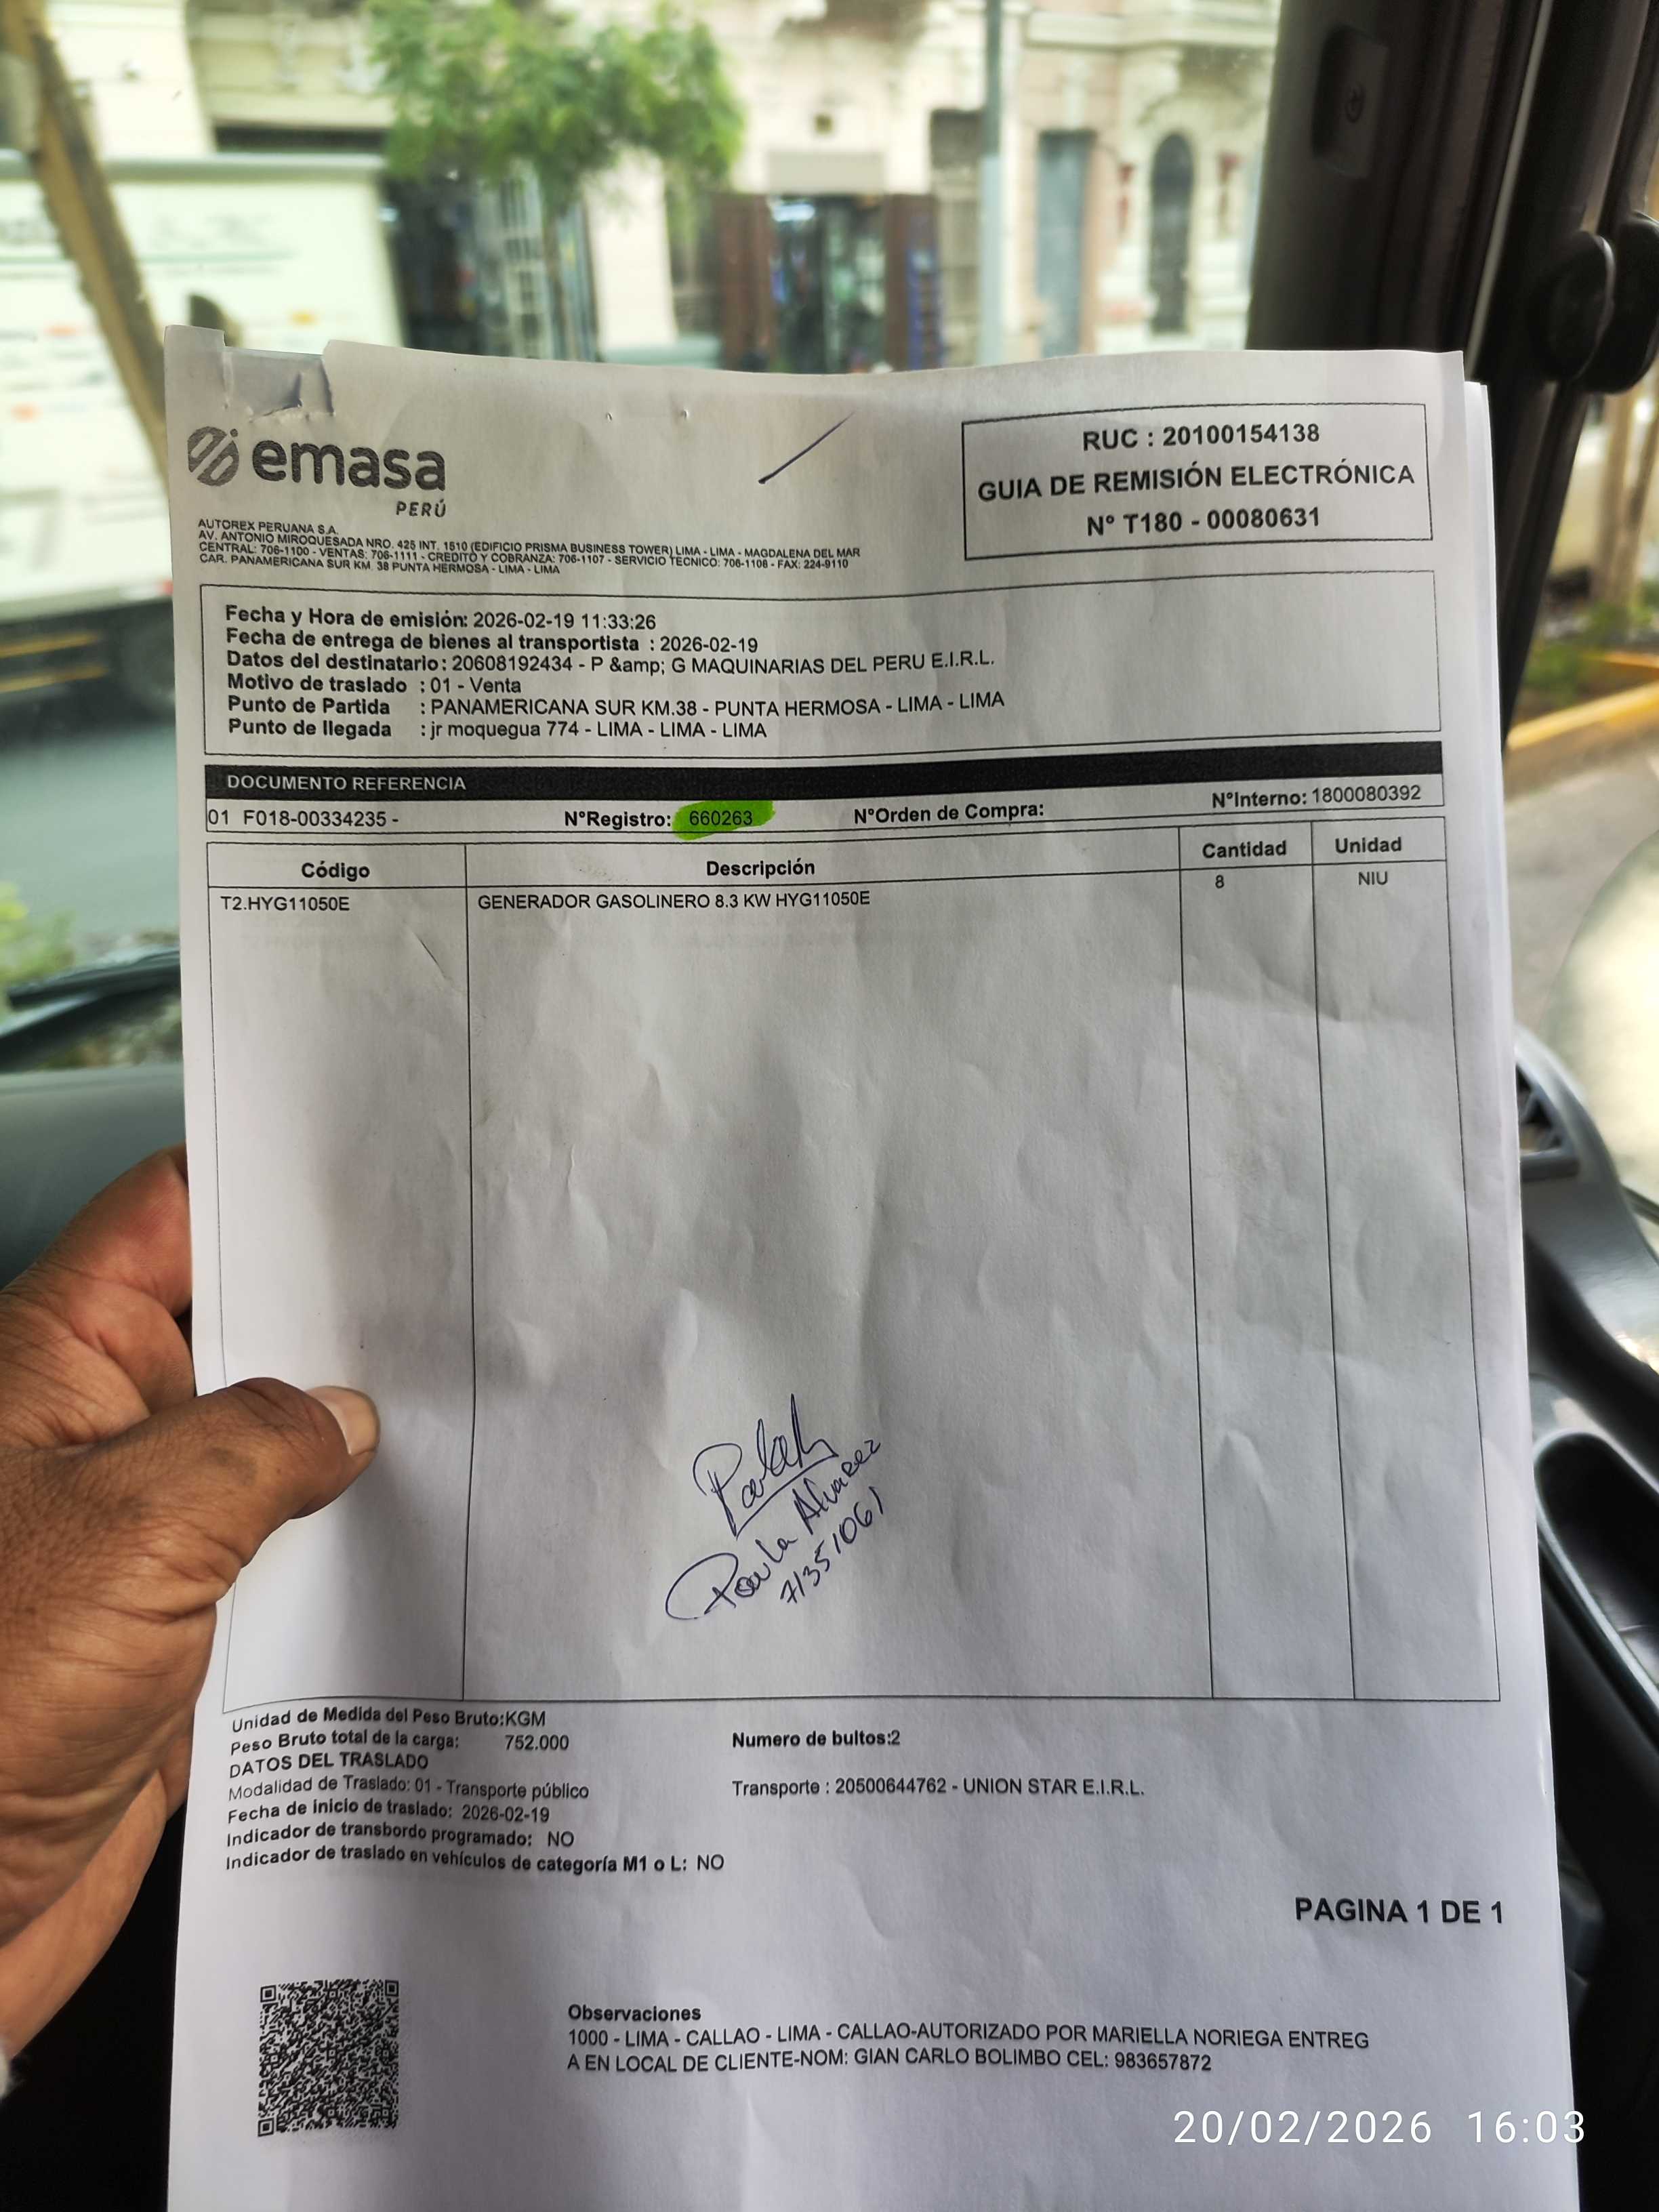 emasa
PERÚ
AUTOREX PERUANA S.A.
AV. ANTONIO MIROQUESADA NRO. 425 INT. 1510 (EDIFICIO PRISMA BUSINESS TOWER) LIMA - LIMA - MAGDALENA DEL MAR
CENTRAL: 706-1100 - VENTAS: 706-1111 - CREDITO Y COBRANZA: 706-1107 - SERVICIO TECNICO: 706-1108 - FAX: 224-9110
CAR. PANAMERICANA SUR KM. 38 PUNTA HERMOSA - LIMA - LIMA
RUC : 20100154138
GUIA DE REMISIÓN ELECTRÓNICA
Nº T180 - 00080631
Fecha y Hora de emisión: 2026-02-19 11:33:26
Fecha de entrega de bienes al transportista : 2026-02-19
Datos del destinatario: 20608192434 - P &amp; G MAQUINARIAS DEL PERU E.I.R.L.
Motivo de traslado : 01 - Venta
Punto de Partida : PANAMERICANA SUR KM.38 - PUNTA HERMOSA - LIMA - LIMA
Punto de llegada : jr moquegua 774 - LIMA - LIMA - LIMA
DOCUMENTO REFERENCIA
01 F018-00334235 - NºRegistro: 660263 NºOrden de Compra: NºInterno: 1800080392
Código Descripción Cantidad Unidad
T2.HYG11050E GENERADOR GASOLINERO 8.3 KW HYG11050E 8 NIU
Paola Alvarez
71351061
Unidad de Medida del Peso Bruto:KGM
Peso Bruto total de la carga: 752.000 Numero de bultos:2
DATOS DEL TRASLADO
Modalidad de Traslado: 01 - Transporte público Transporte : 20500644762 - UNION STAR E.I.R.L.
Fecha de inicio de traslado: 2026-02-19
Indicador de transbordo programado: NO
Indicador de traslado en vehículos de categoría M1 o L: NO
PAGINA 1 DE 1
Observaciones
1000 - LIMA - CALLAO - LIMA - CALLAO-AUTORIZADO POR MARIELLA NORIEGA ENTREG
A EN LOCAL DE CLIENTE-NOM: GIAN CARLO BOLIMBO CEL: 983657872
20/02/2026 16:03